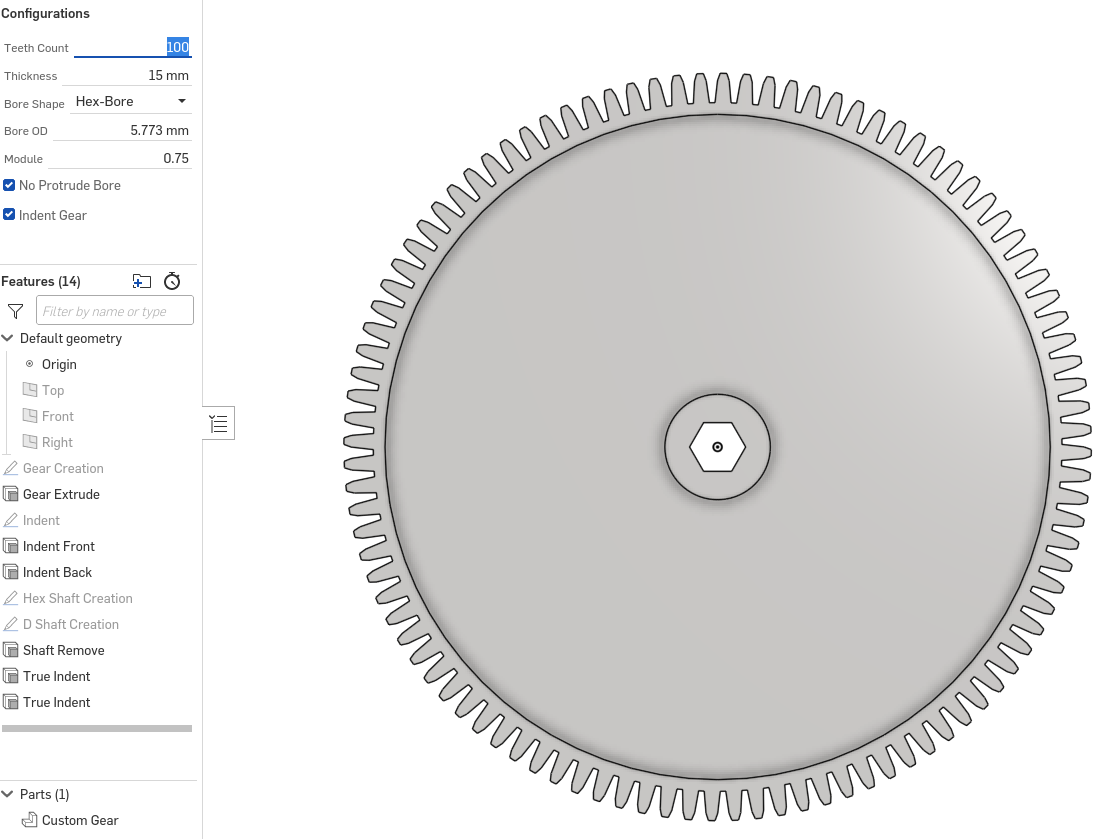 Configurations
Teeth Count 100
Thickness 15 mm
Bore Shape Hex-Bore
Bore OD 5.773 mm
Module 0.75
No Protrude Bore
Indent Gear
Features (14)
Filter by name or type
Default geometry
Origin
Top
Front
Right
Gear Creation
Gear Extrude
Indent
Indent Front
Indent Back
Hex Shaft Creation
D Shaft Creation
Shaft Remove
True Indent
True Indent
Parts (1)
Custom Gear